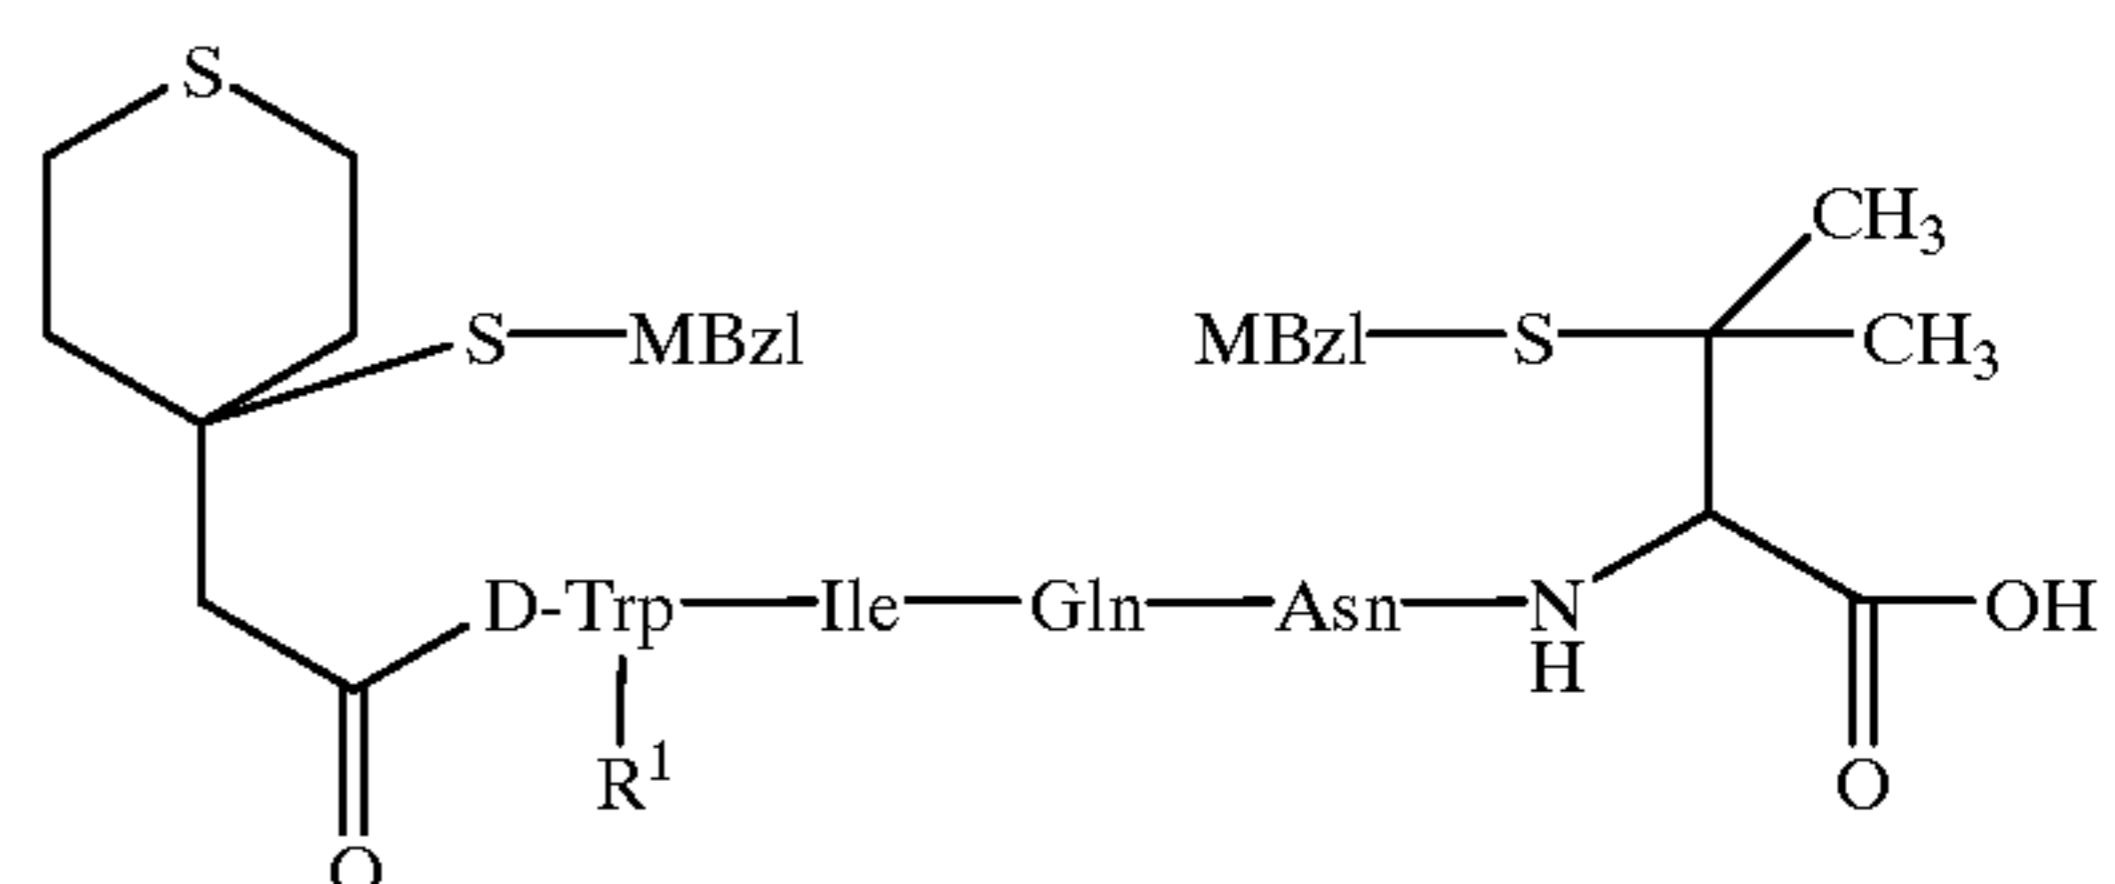 S
CH3
S MBzl MBzl S CH3
D-Trp Ile Gln Asn N OH
H
R1 O
O